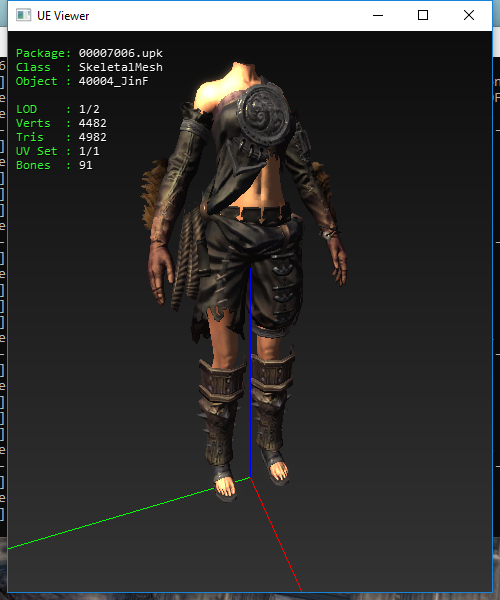 UE Viewer
Package: 00007006.upk
Class  : SkeletalMesh
Object : 40004_JinF
LOD    : 1/2
Verts  : 4482
Tris   : 4982
UV Set : 1/1
Bones  : 91